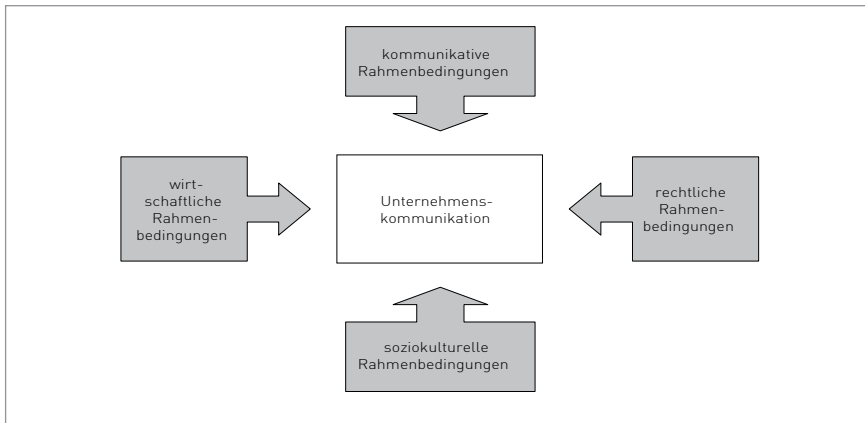 kommunikative
Rahmenbedingungen
wirt-
schaftliche
Rahmen-
bedingungen
Unternehmens-
kommunikation
rechtliche
Rahmen-
bedingungen
soziokulturelle
Rahmenbedingungen